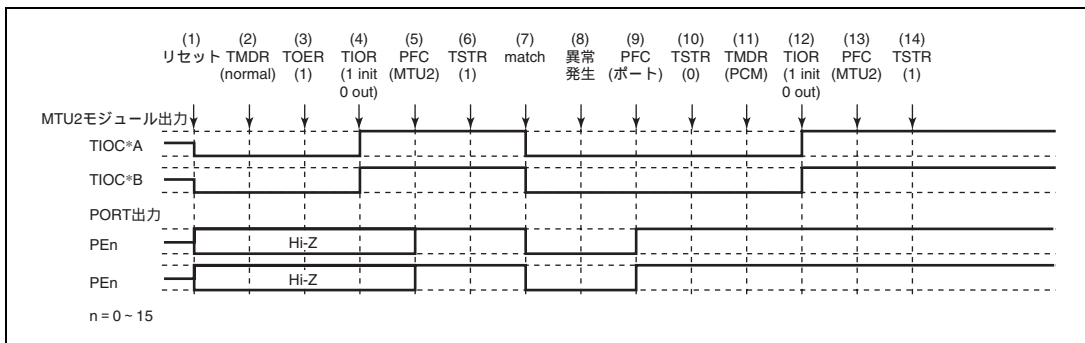 (1) (2) (3) (4) (5) (6) (7) (8) (9) (10) (11) (12) (13) (14)
リセット TMDR TOER TIOR PFC TSTR match 異常 PFC TSTR TMDR TIOR PFC TSTR
(normal) (1) (1 init (MTU2) (1) 発生 (ポート) (0) (PCM) (1 init (MTU2) (1)
0 out) 0 out)
MTU2モジュール出力
TIOC*A
TIOC*B
PORT出力
PEn Hi-Z
PEn Hi-Z
n = 0 ~ 15